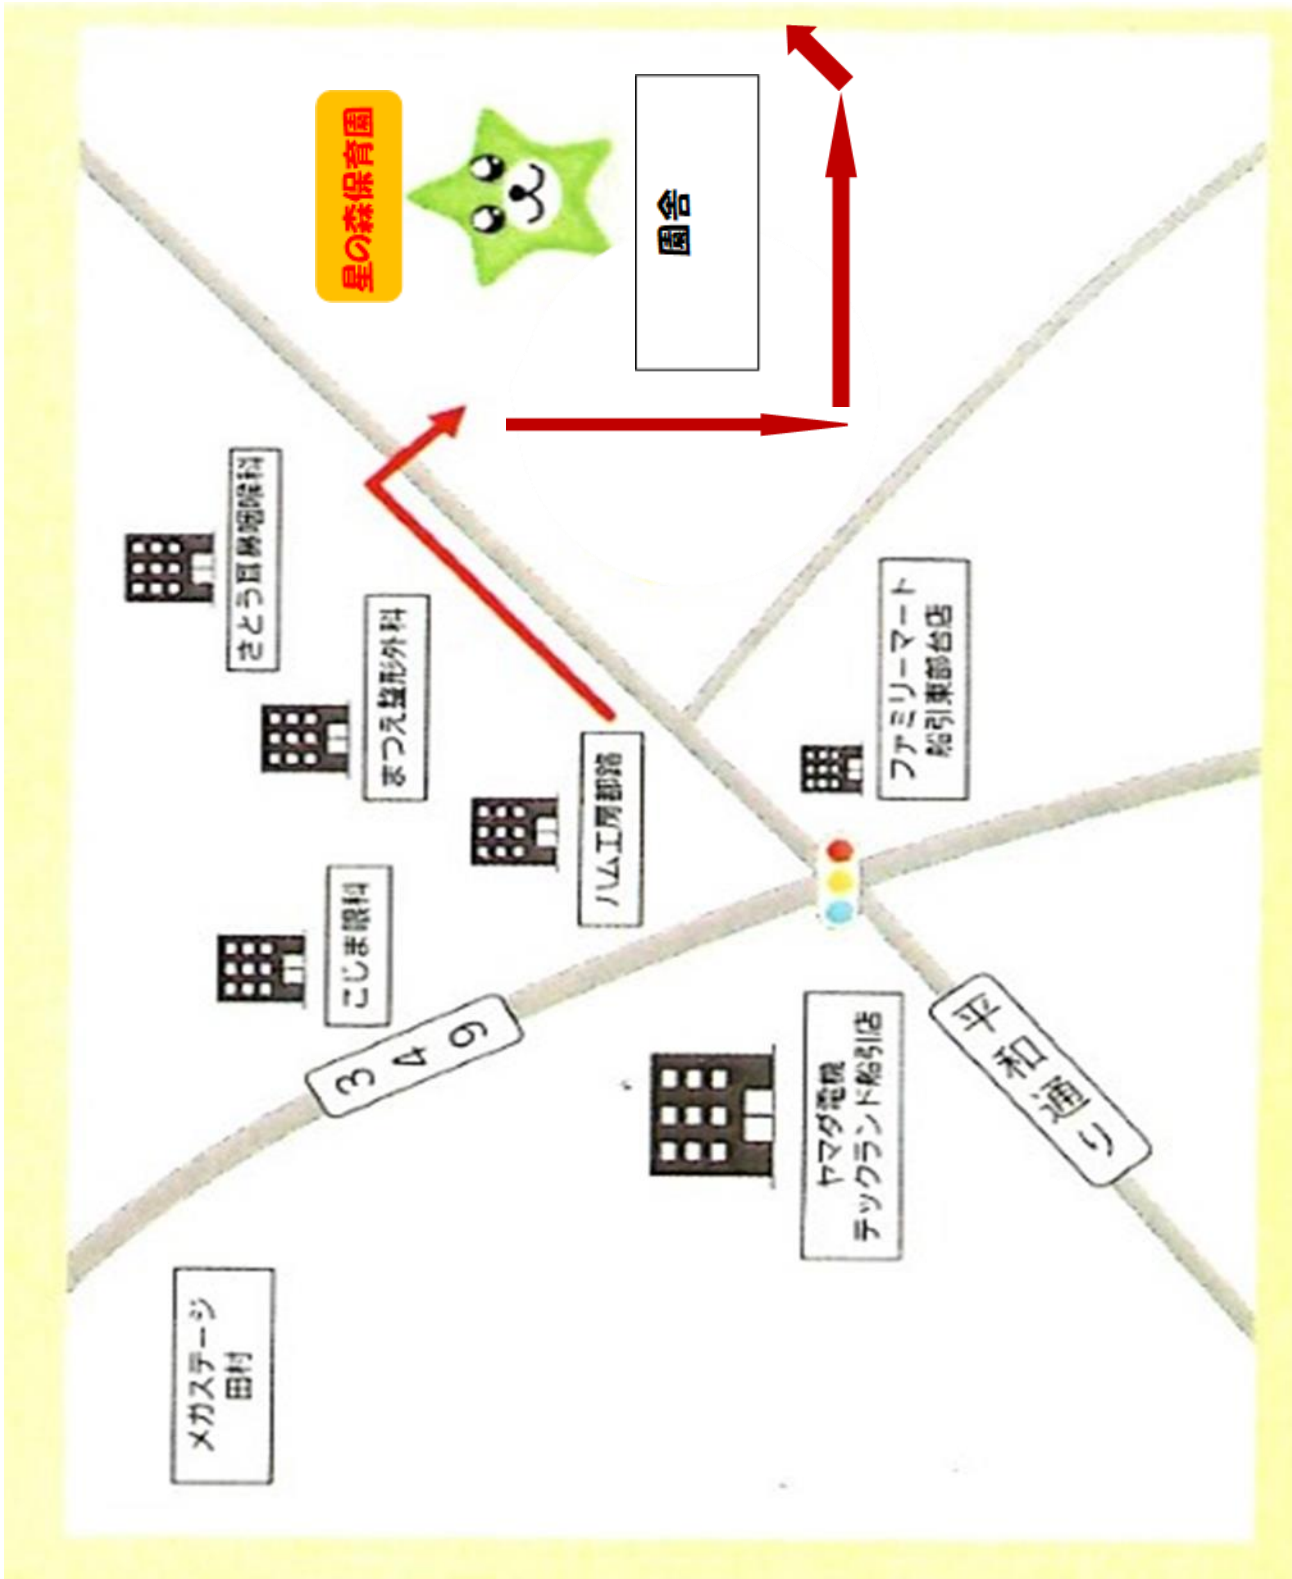 星の森保育園
園舎
さとう耳鼻咽喉科
まつえ整形外科
ハム工房都路
こじま眼科
349
ファミリーマート
船引東部台店
ヤマダ電機
テックランド船引店
平和通り
メガステージ
田村